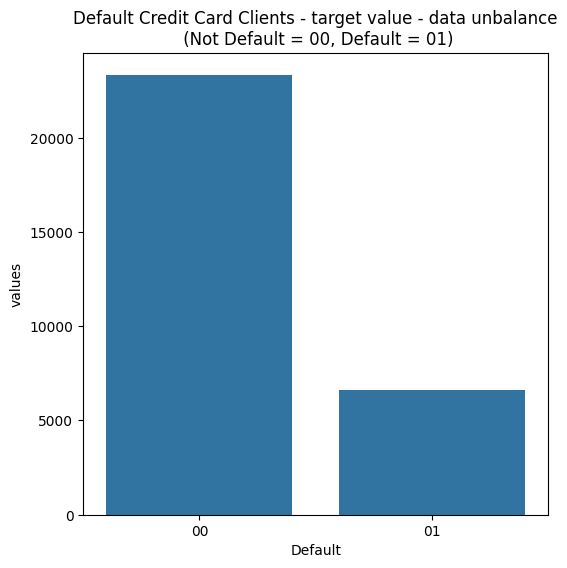 Default Credit Card Clients - target value - data unbalance
(Not Default = 00, Default = 01)
values
20000
15000
10000
5000
0
00
01
Default